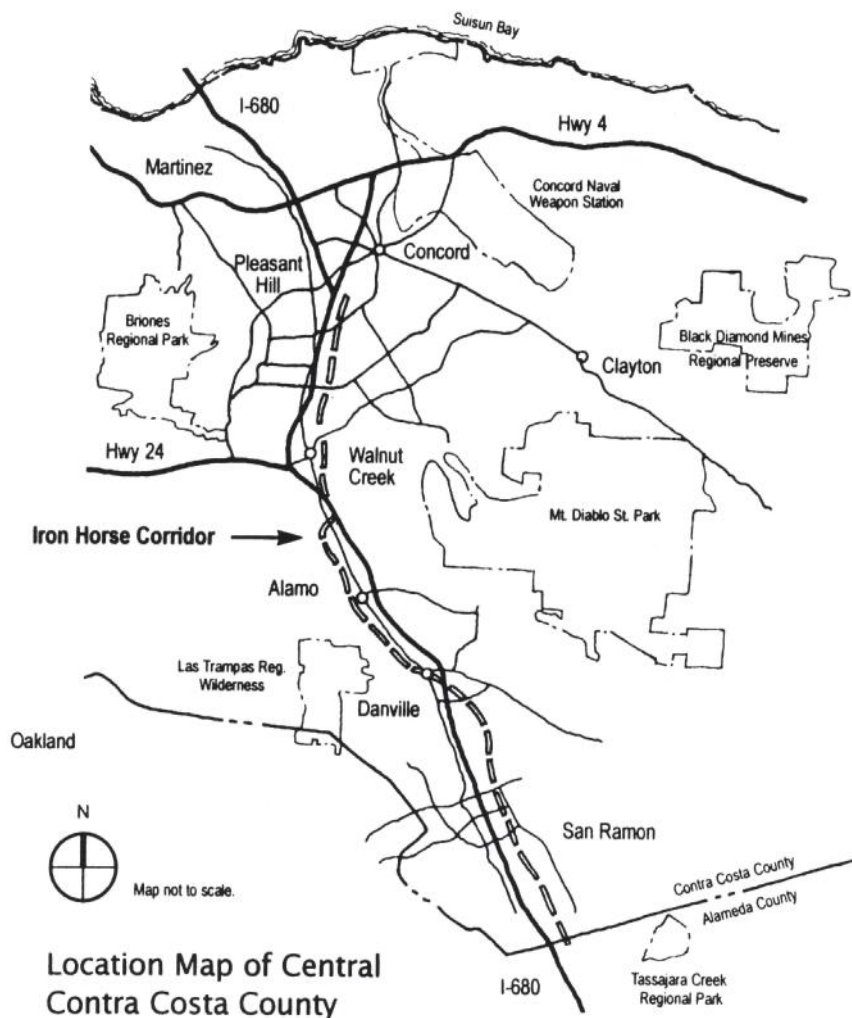 Suisun Bay
I-680
Hwy 4
Martinez
Concord Naval
Weapon Station
Pleasant
Hill
Concord
Briones
Regional Park
Black Diamond Mines
Regional Preserve
Clayton
Hwy 24
Walnut
Creek
Mt. Diablo St. Park
Iron Horse Corridor
Alamo
Las Trampas Reg.
Wilderness
Danville
Oakland
San Ramon
N
Map not to scale.
Contra Costa County
Alameda County
Location Map of Central
Contra Costa County
I-680
Tassajara Creek
Regional Park